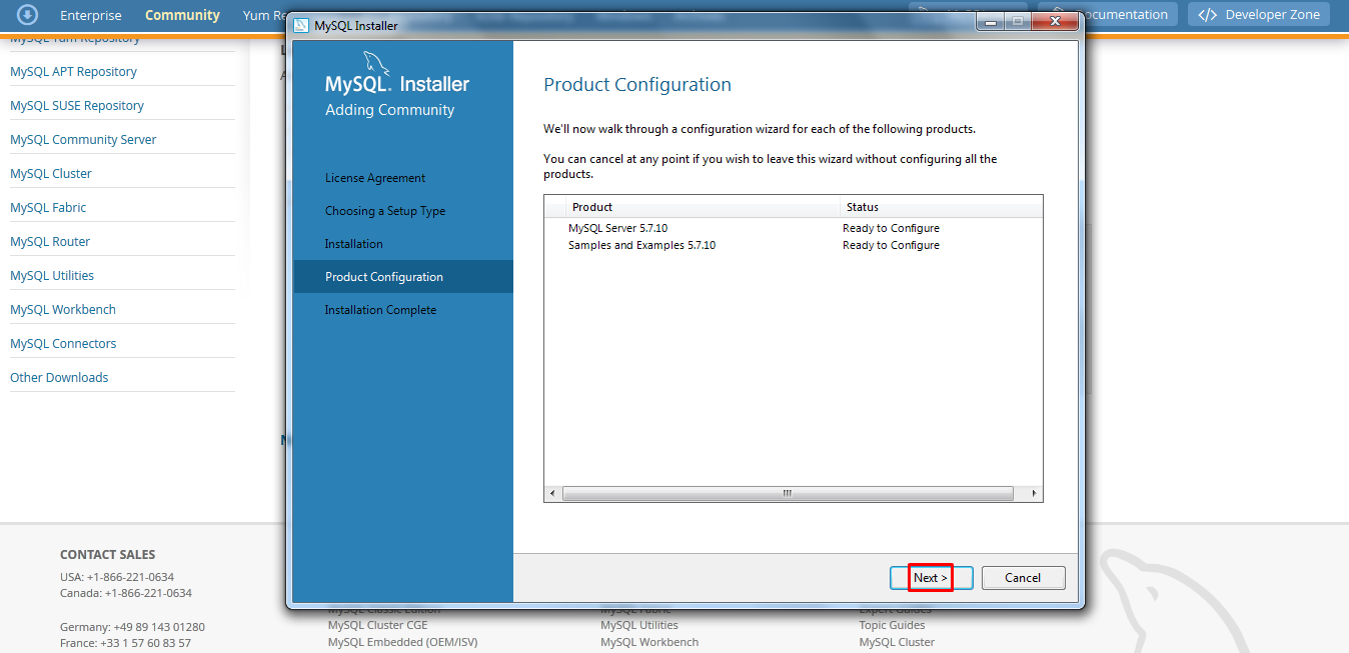 Enterprise
Community
Yum Re
ocumentation
Developer Zone
MySQL Yum Repository
MySQL APT Repository
MySQL SUSE Repository
MySQL Community Server
MySQL Cluster
MySQL Fabric
MySQL Router
MySQL Utilities
MySQL Workbench
MySQL Connectors
Other Downloads
MySQL Installer
MySQL. Installer
Adding Community
License Agreement
Choosing a Setup Type
Installation
Product Configuration
Installation Complete
Product Configuration
We'll now walk through a configuration wizard for each of the following products.
You can cancel at any point if you wish to leave this wizard without configuring all the
products.
Product Status
MySQL Server 5.7.10 Ready to Configure
Samples and Examples 5.7.10 Ready to Configure
Next >
Cancel
CONTACT SALES
USA: +1-866-221-0634
Canada: +1-866-221-0634
Germany: +49 89 143 01280
France: +33 1 57 60 83 57
MySQL Classic Edition
MySQL Cluster CGE
MySQL Embedded (OEM/ISV)
MySQL Fabric
MySQL Utilities
MySQL Workbench
Expert Guides
Topic Guides
MySQL Cluster